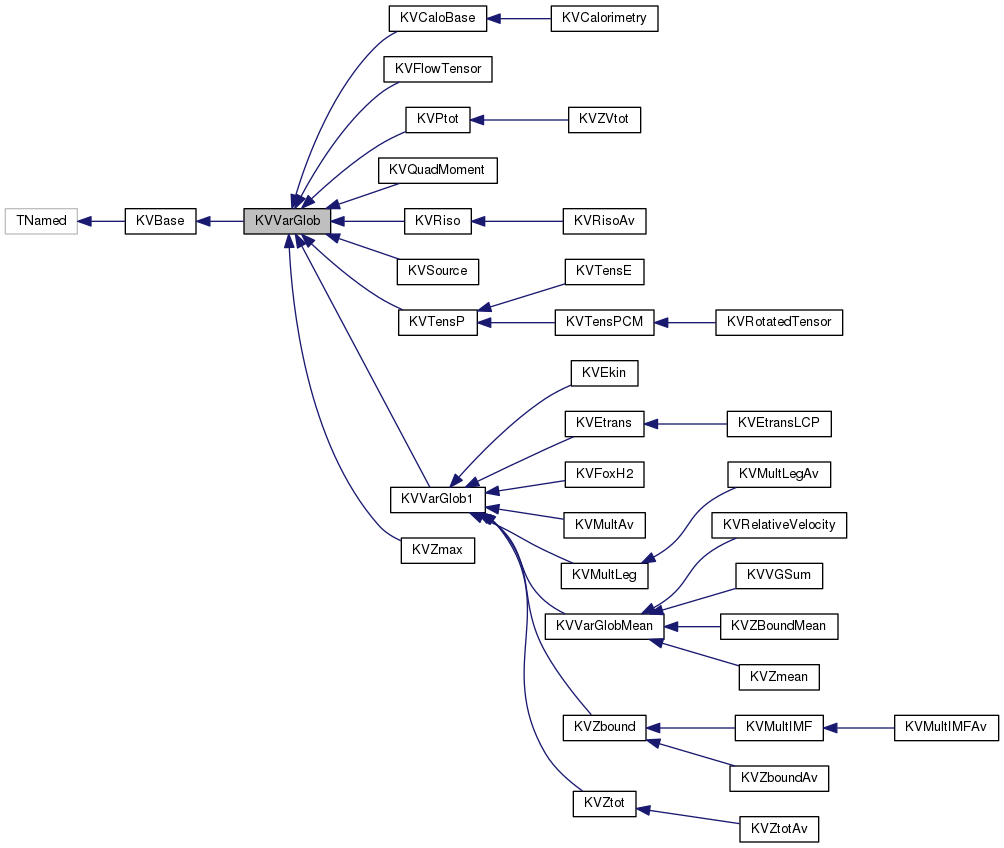 KVCaloBase
KVCalorimetry
KVFlowTensor
KVPtot
KVZVtot
KVQuadMoment
TNamed
KVBase
KVVarGlob
KVRiso
KVRisoAv
KVSource
KVTensE
KVTensP
KVTensPCM
KVRotatedTensor
KVEkin
KVEtrans
KVEtransLCP
KVFoxH2
KVMultLegAv
KVVarGlob1
KVMultAv
KVRelativeVelocity
KVZmax
KVMultLeg
KVVGSum
KVVarGlobMean
KVZBoundMean
KVZmean
KVZbound
KVMultIMF
KVMultIMFAv
KVZboundAv
KVZtot
KVZtotAv